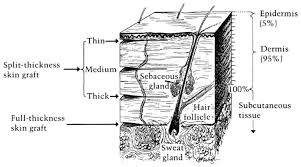 Epidermis
[5%]
Thin
Dermis
[95%]
Split-thickness
skin graft
Medium
Sebaceous
gland
100%
Thick
Subcutaneous
tissue
Hair
follicle
Full-thickness
skin graft
Sweat
gland